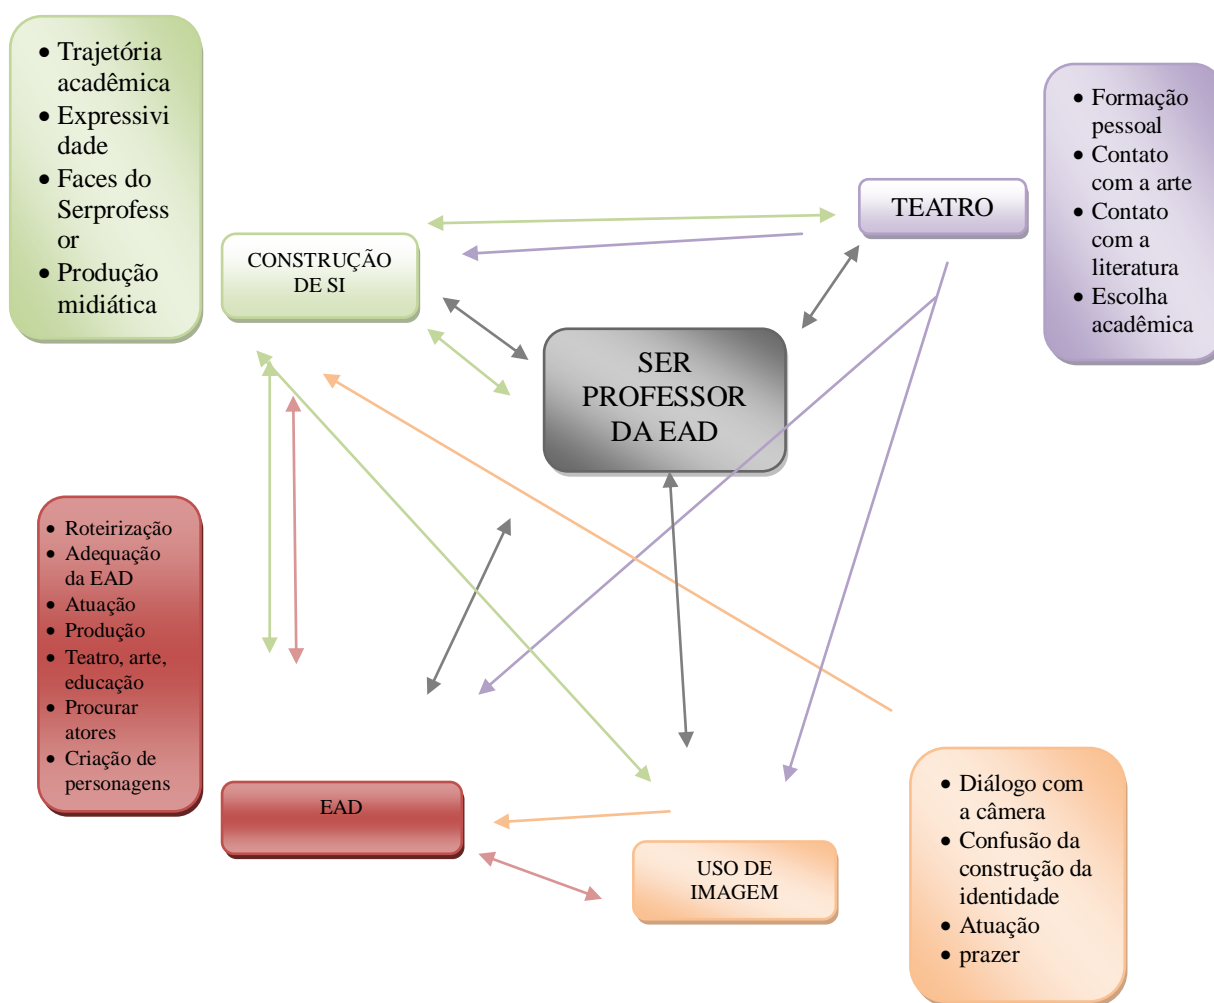 • Trajetória
acadêmica
• Expressivi
dade
• Faces do
Serprofess
or
• Produção
midiática
• Formação
pessoal
• Contato
com a arte
• Contato
com a
literatura
• Escolha
acadêmica
TEATRO
CONSTRUÇÃO
DE SI
SER
PROFESSOR
DA EAD
• Roteirização
• Adequação
da EAD
• Atuação
• Produção
• Teatro, arte,
educação
• Procurar
atores
• Criação de
personagens
EAD
USO DE
IMAGEM
• Diálogo com
a câmera
• Confusão da
construção da
identidade
• Atuação
• prazer